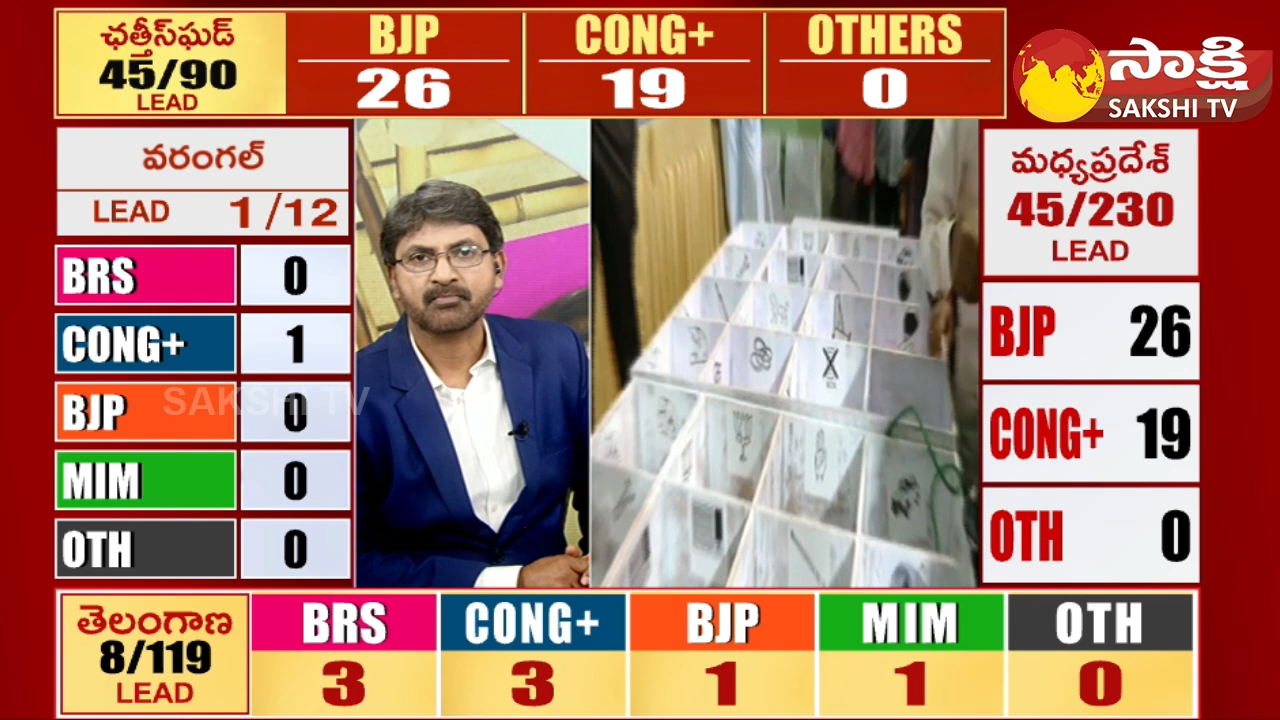 ఛత్తీస్‌ఘడ్
45/90
LEAD
BJP
26
CONG+
19
OTHERS
0
సాక్షి
SAKSHI TV
వరంగల్
LEAD 1/12
BRS 0
CONG+ 1
BJP 0
MIM 0
OTH 0
SAKSHI TV
మధ్యప్రదేశ్
45/230
LEAD
BJP 26
CONG+ 19
OTH 0
తెలంగాణ
8/119
LEAD
BRS
3
CONG+
3
BJP
1
MIM
1
OTH
0